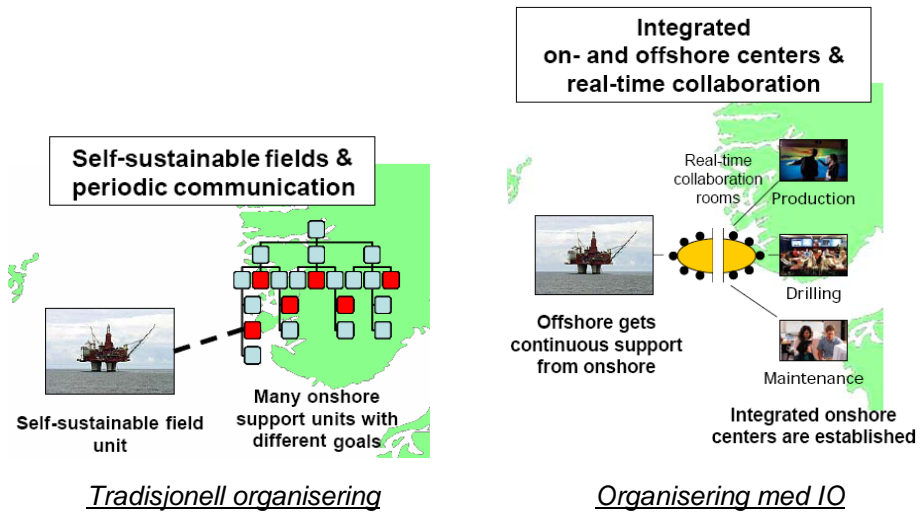 Self-sustainable fields &
periodic communication
Self-sustainable field
unit
Many onshore
support units with
different goals
Tradisjonell organisering
Integrated
on- and offshore centers &
real-time collaboration
Real-time
collaboration
rooms
Production
Drilling
Maintenance
Offshore gets
continuous support
from onshore
Integrated onshore
centers are established
Organisering med IO